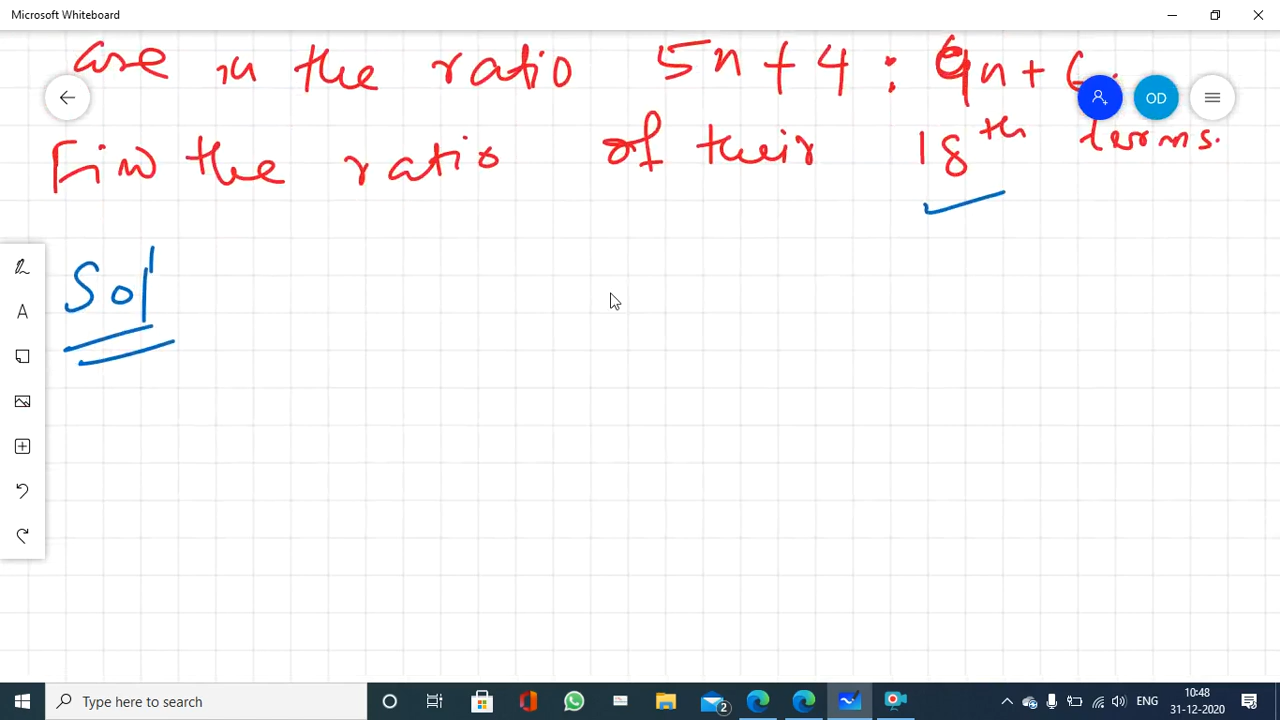 Microsoft Whiteboard
are in the ratio 5n + 4 : 9n + 6.
Find the ratio of their 18th terms.
OD
Sol
A
Type here to search
2
ENG
10:48
31-12-2020